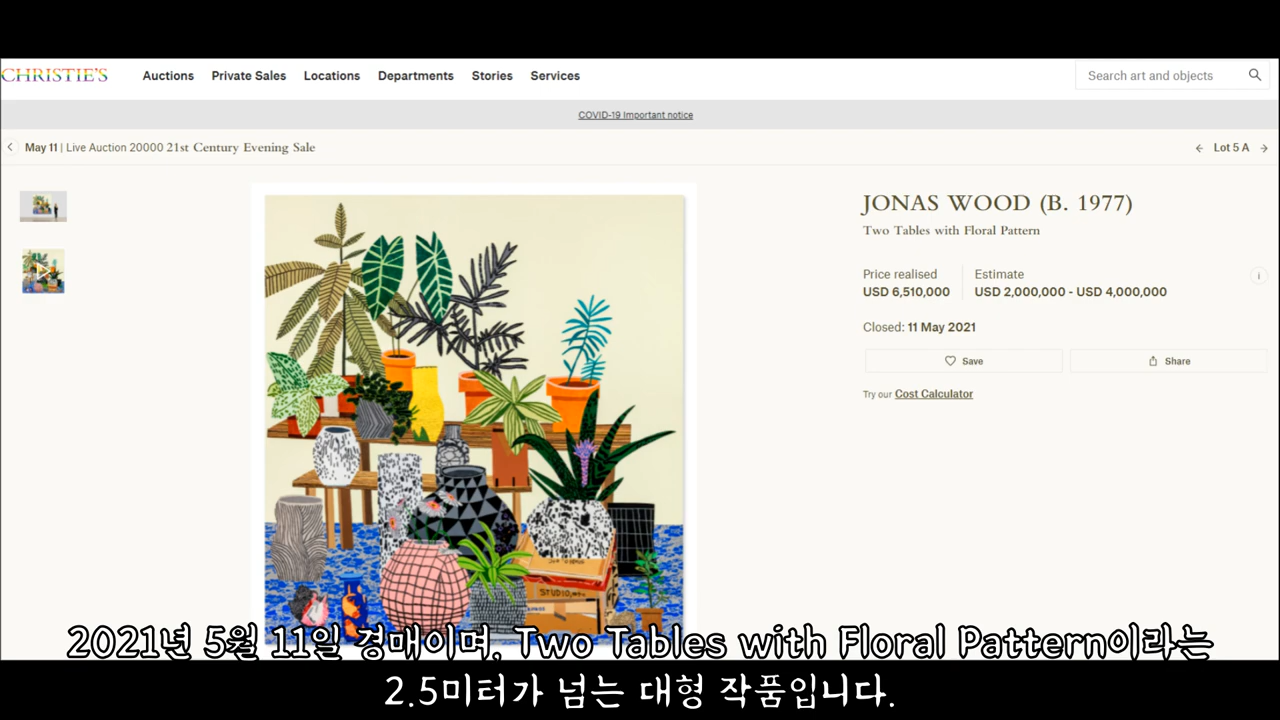 CHRISTIE'S Auctions Private Sales Locations Departments Stories Services Search art and objects
COVID-19 Important notice
May 11 | Live Auction 20000 21st Century Evening Sale Lot 5 A
JONAS WOOD (B. 1977)
Two Tables with Floral Pattern
Price realised Estimate
USD 6,510,000 USD 2,000,000 - USD 4,000,000
Closed: 11 May 2021
Save Share
Try our Cost Calculator
STUDIO
2021년 5월 11일 경매이며, Two Tables with Floral Pattern이라는
2.5미터가 넘는 대형 작품입니다.